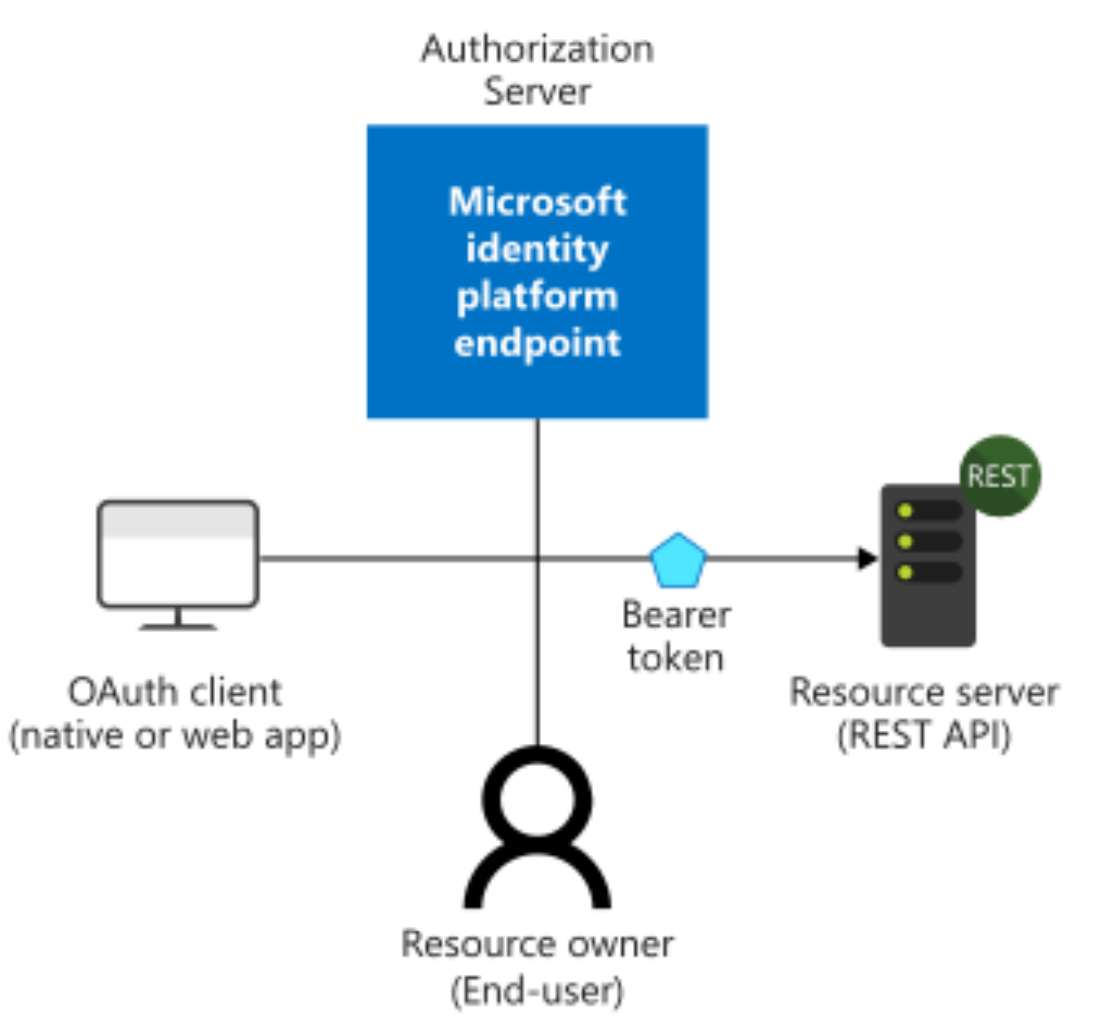 Authorization
Server
Microsoft
identity
platform
endpoint
REST
Bearer
token
OAuth client
(native or web app)
Resource server
(REST API)
Resource owner
(End-user)